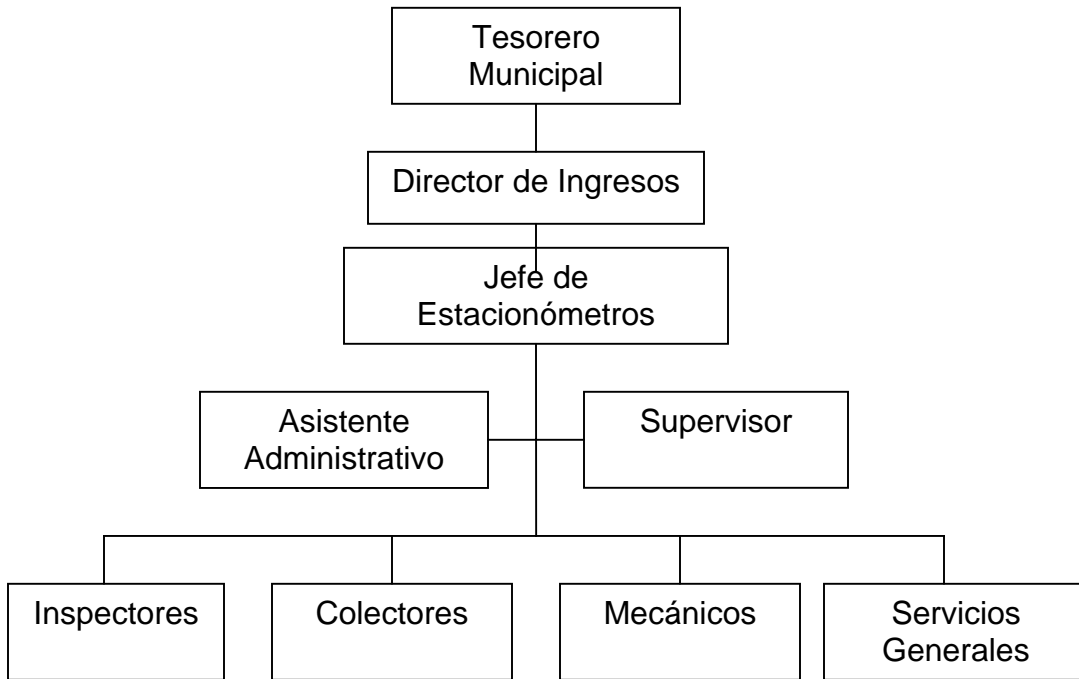 Tesorero
Municipal
Director de Ingresos
Jefe de
Estacionómetros
Asistente
Administrativo
Supervisor
Inspectores
Colectores
Mecánicos
Servicios
Generales